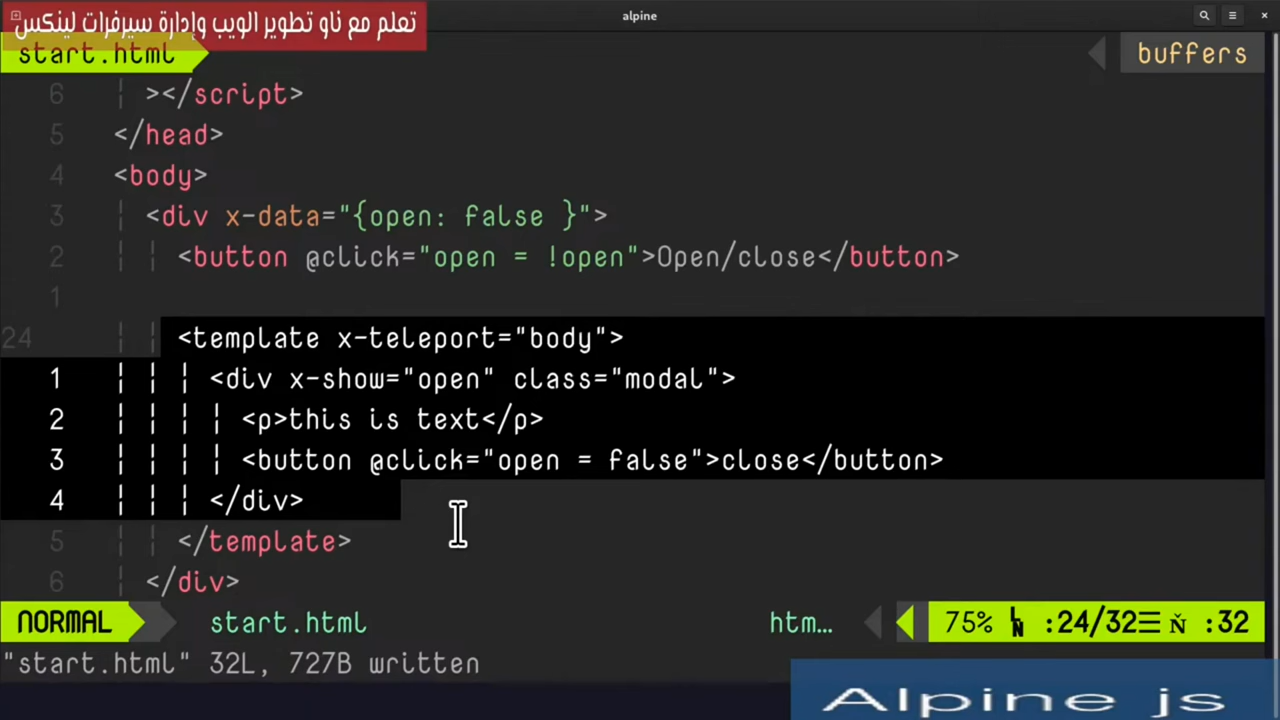 alpine
تعلم مع ناو تطوير الويب وإدارة سيرفرات لينكس
start.html
buffers
6 ></script>
5 </head>
4 <body>
3 <div x-data="{open: false }">
2 <button @click="open = !open">Open/close</button>
1
24 <template x-teleport="body">
1 <div x-show="open" class="modal">
2 <p>this is text</p>
3 <button @click="open = false">close</button>
4 </div>
5 </template>
6 </div>
NORMAL start.html htm… 75% LN :24/32☰ Ň :32
"start.html" 32L, 727B written
Alpine js